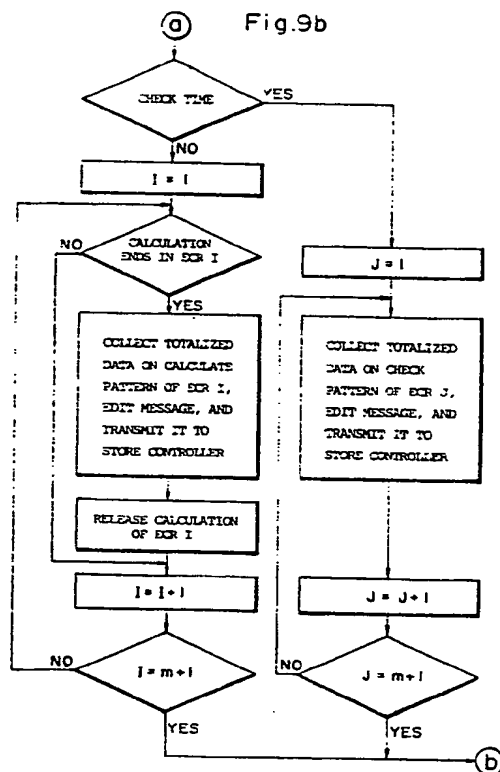 a
Fig.9b
CHECK TIME
YES
NO
I = I
NO
CALCULATION
ENDS IN ECR I
YES
COLLECT TOTALIZED
DATA ON CALCULATE
PATTERN OF ECR I,
EDIT MESSAGE, AND
TRANSMIT IT TO
STORE CONTROLLER
RELEASE CALCULATION
OF ECR I
I = I + I
NO
I = m + I
YES
J = I
COLLECT TOTALIZED
DATA ON CHECK
PATTERN OF ECR J,
EDIT MESSAGE, AND
TRANSMIT IT TO
STORE CONTROLLER
J = J + I
NO
J = m + I
YES
b